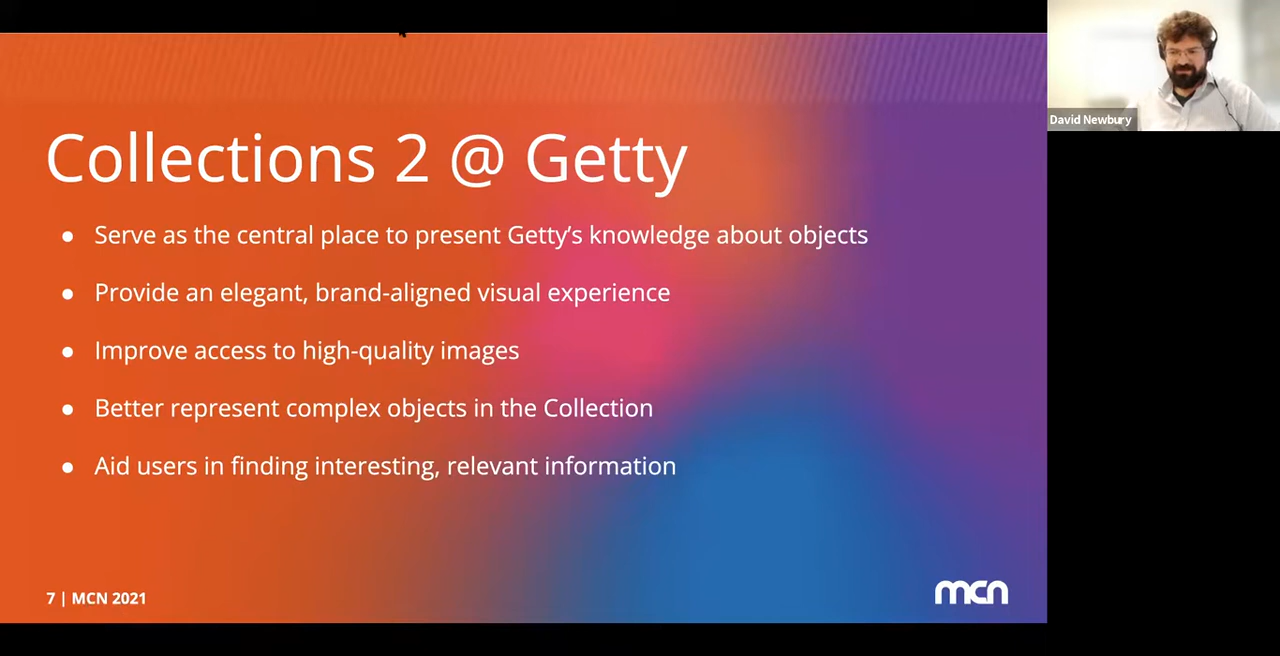 Collections 2 @ Getty
● Serve as the central place to present Getty’s knowledge about objects
● Provide an elegant, brand-aligned visual experience
● Improve access to high-quality images
● Better represent complex objects in the Collection
● Aid users in finding interesting, relevant information
7 | MCN 2021
mcn
David Newbury